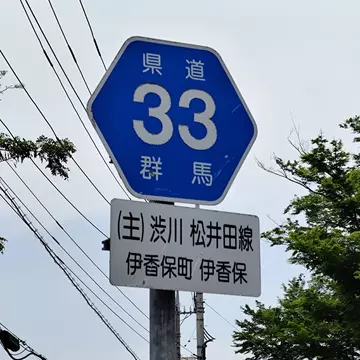 県道
33
群馬
(主) 渋川 松井田線
伊香保町 伊香保